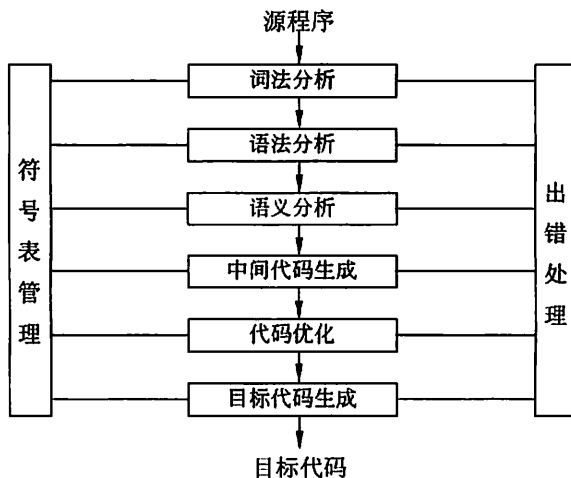 源程序
词法分析
语法分析
语义分析
中间代码生成
代码优化
目标代码生成
目标代码
符号表管理
出错处理